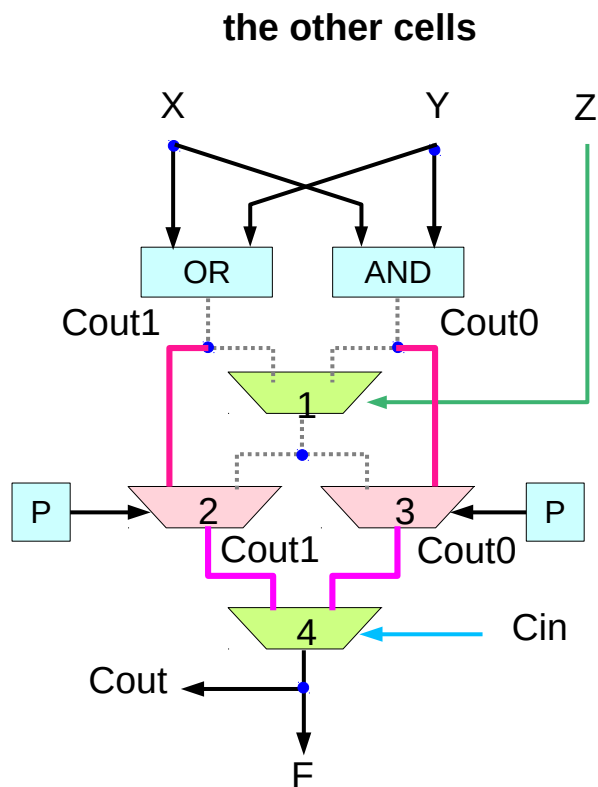 the other cells
X Y Z
OR AND
Cout1 Cout0
1
P 2 3 P
Cout1 Cout0
4 Cin
Cout
F